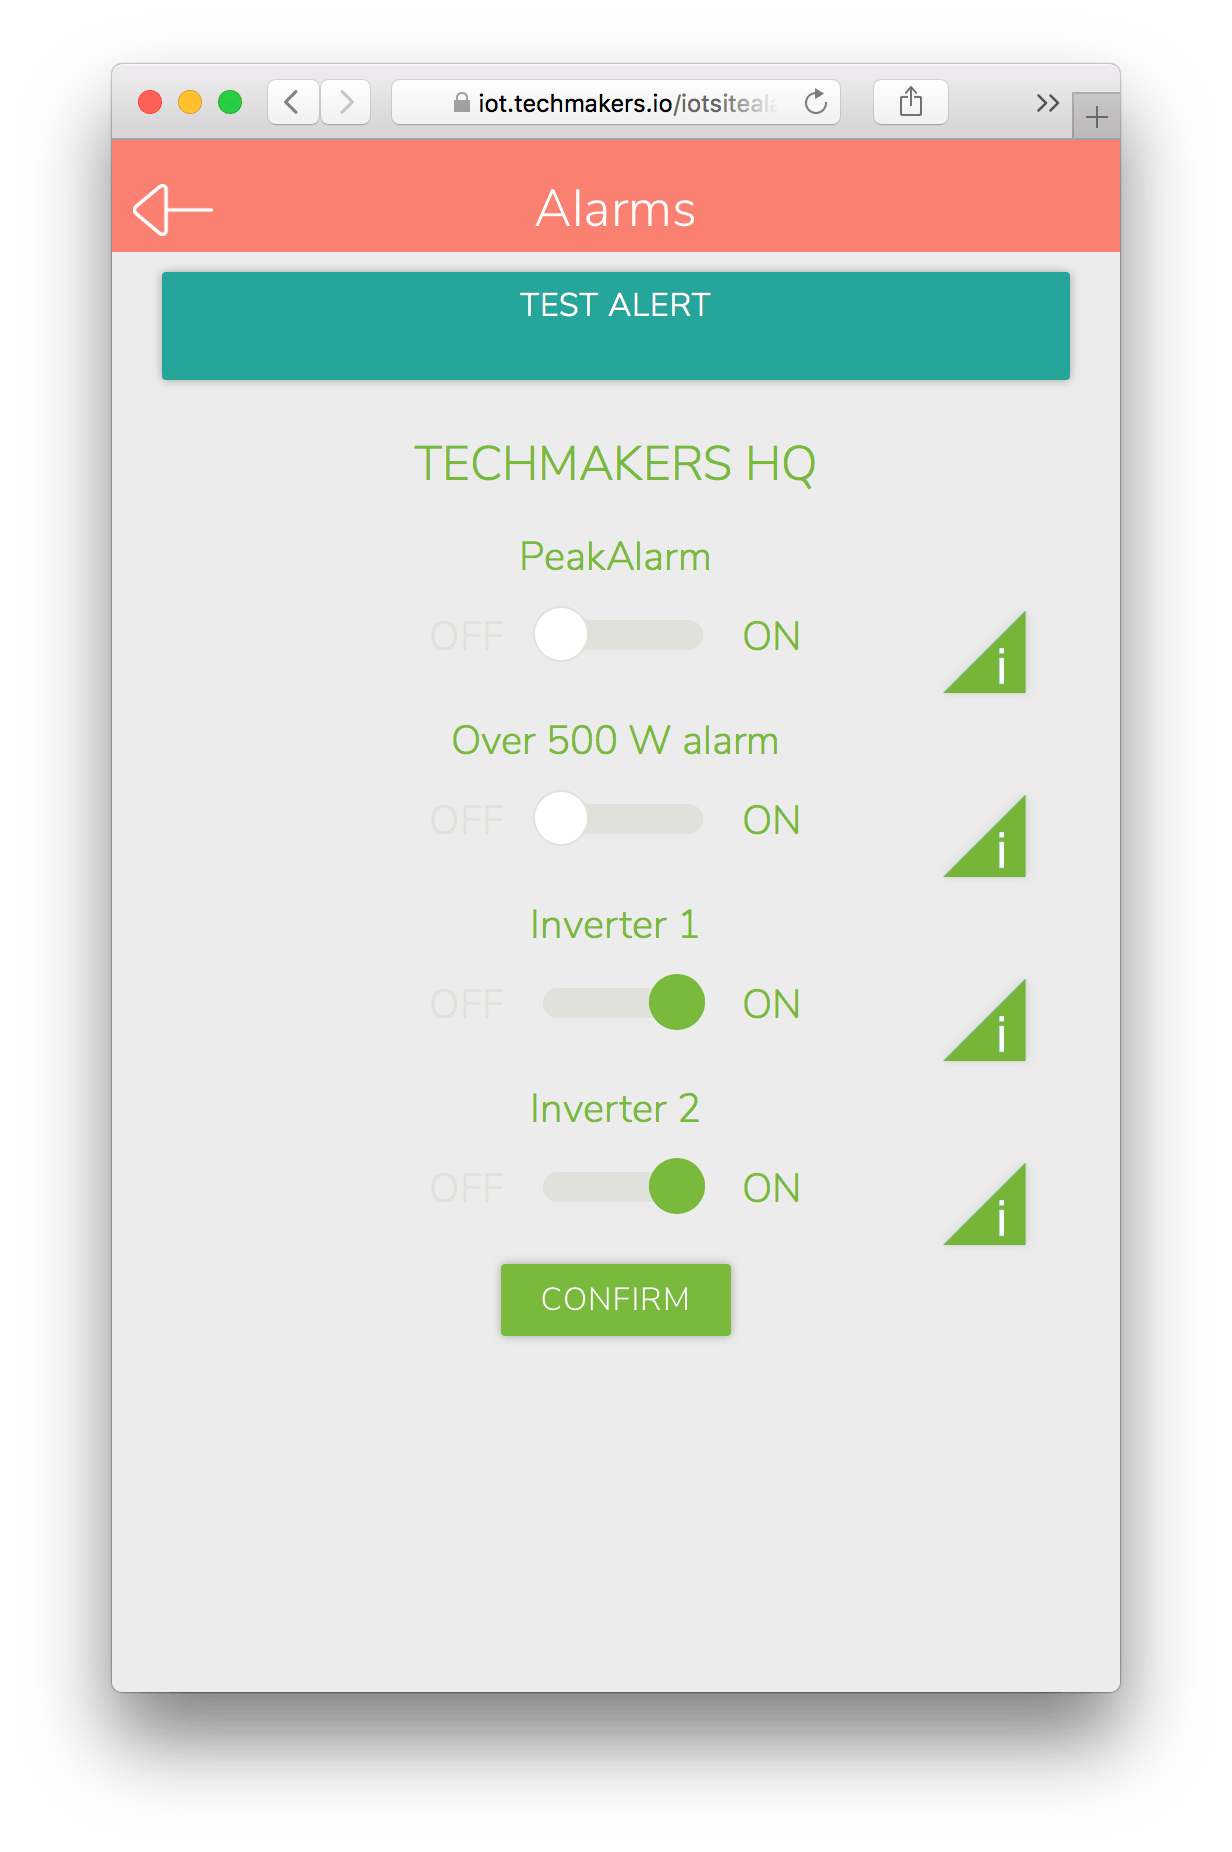 iot.techmakers.io/iotsiteala
Alarms
TEST ALERT
TECHMAKERS HQ
PeakAlarm
OFF ON
i
Over 500 W alarm
OFF ON
i
Inverter 1
OFF ON
i
Inverter 2
OFF ON
i
CONFIRM